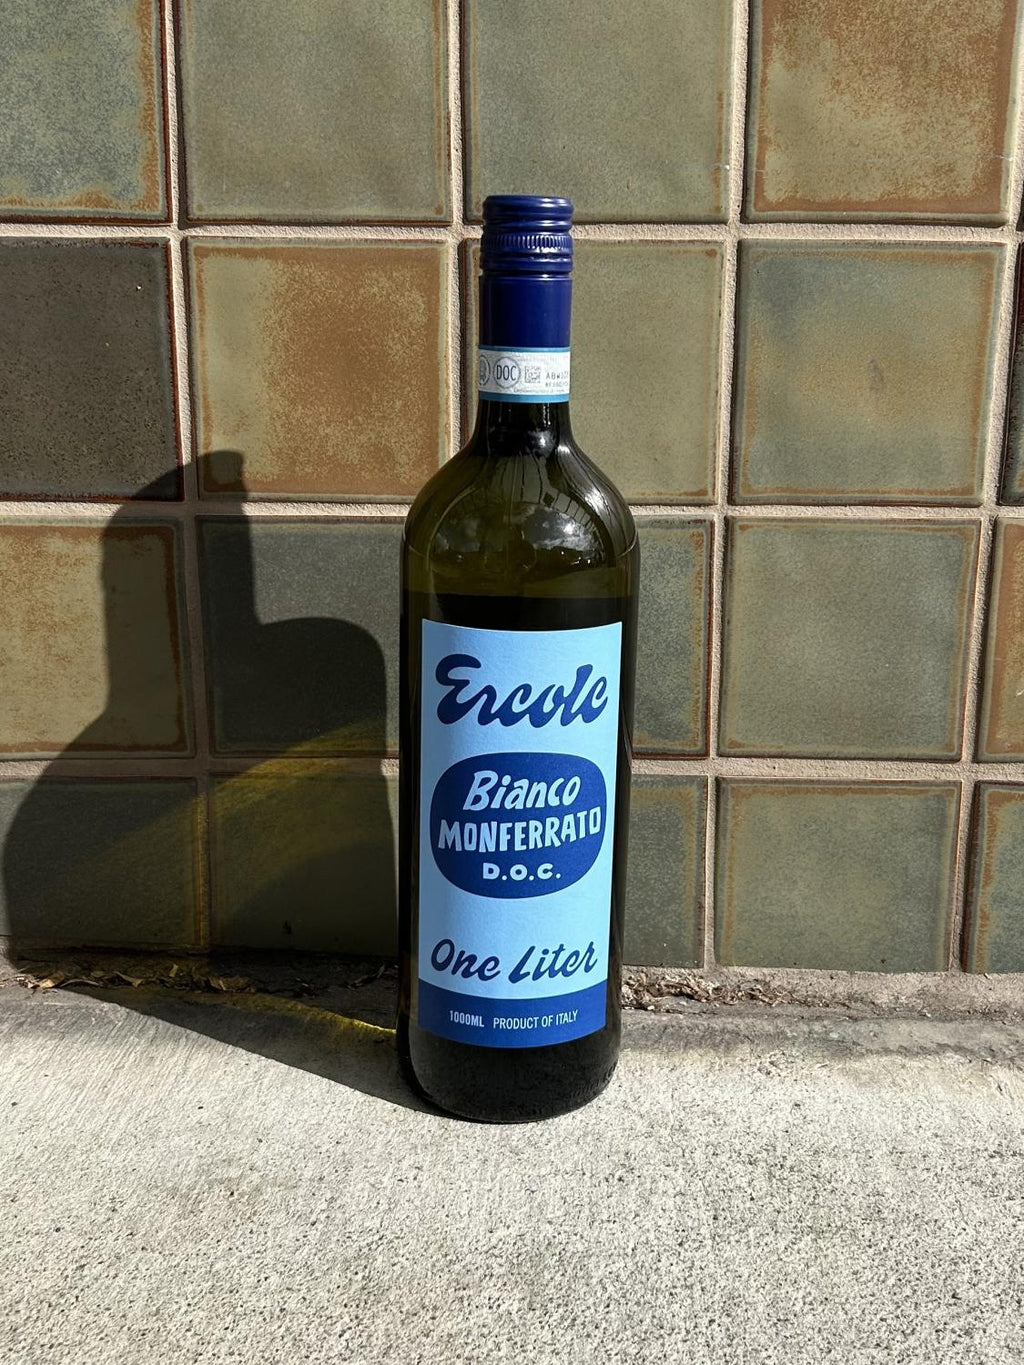 DOC
Ercole
Bianco
MONFERRATO
D.O.C.
One Liter
1000ML PRODUCT OF ITALY